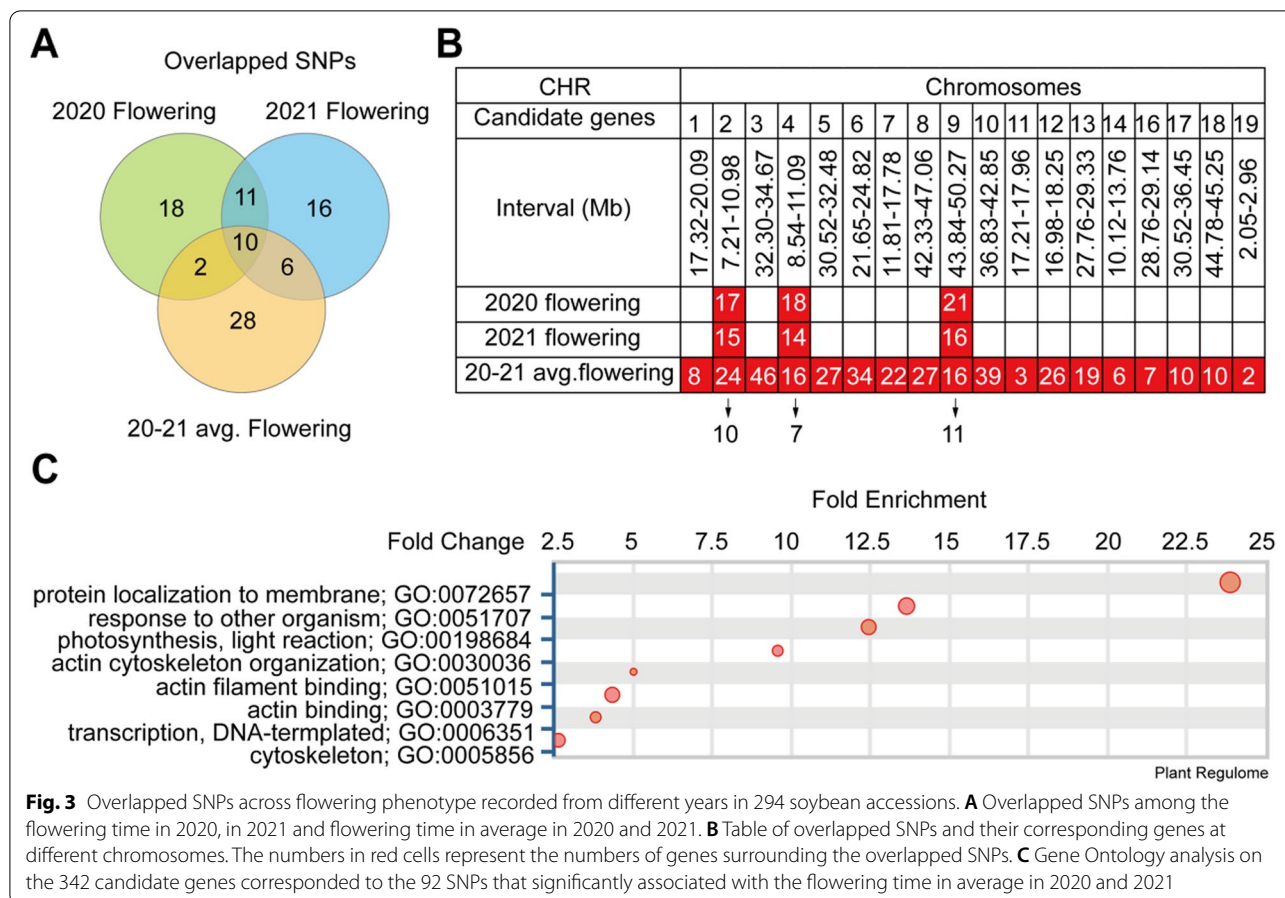 A
Overlapped SNPs
2020 Flowering
2021 Flowering
18
11
16
10
2
6
28
20-21 avg. Flowering
B
CHR Chromosomes
Candidate genes 1 2 3 4 5 6 7 8 9 10 11 12 13 14 16 17 18 19
Interval (Mb) 17.32-20.09 7.21-10.98 32.30-34.67 8.54-11.09 30.52-32.48 21.65-24.82 11.81-17.78 42.33-47.06 43.84-50.27 36.83-42.85 17.21-17.96 16.98-18.25 27.76-29.33 10.12-13.76 28.76-29.14 30.52-36.45 44.78-45.25 2.05-2.96
2020 flowering 17 18 21
2021 flowering 15 14 16
20-21 avg.flowering 8 24 46 16 27 34 22 27 16 39 3 26 19 6 7 10 10 2
10 7 11
C
Fold Enrichment
Fold Change 2.5 5 7.5 10 12.5 15 17.5 20 22.5 25
protein localization to membrane; GO:0072657
response to other organism; GO:0051707
photosynthesis, light reaction; GO:00198684
actin cytoskeleton organization; GO:0030036
actin filament binding; GO:0051015
actin binding; GO:0003779
transcription, DNA-termplated; GO:0006351
cytoskeleton; GO:0005856
Plant Regulome
Fig. 3 Overlapped SNPs across flowering phenotype recorded from different years in 294 soybean accessions. A Overlapped SNPs among the
flowering time in 2020, in 2021 and flowering time in average in 2020 and 2021. B Table of overlapped SNPs and their corresponding genes at
different chromosomes. The numbers in red cells represent the numbers of genes surrounding the overlapped SNPs. C Gene Ontology analysis on
the 342 candidate genes corresponded to the 92 SNPs that significantly associated with the flowering time in average in 2020 and 2021